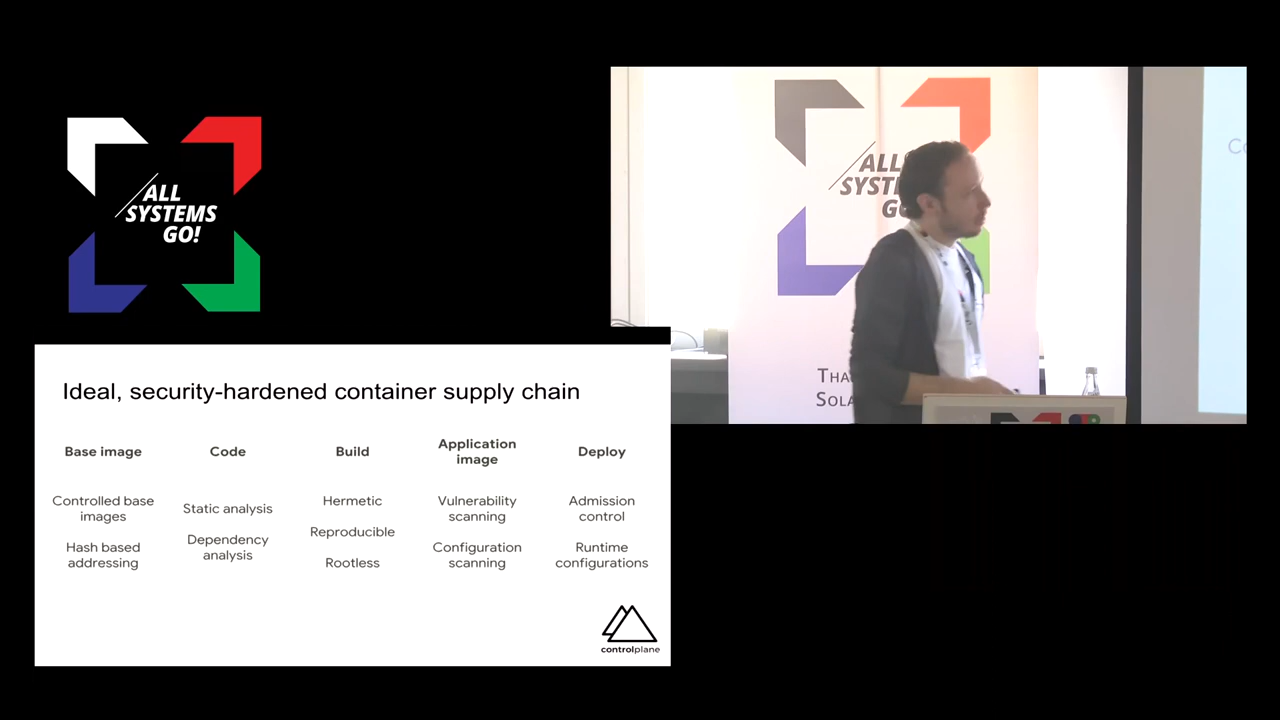 ALL
SYSTEMS
GO!
ALL
SYST
GO
Ideal, security-hardened container supply chain
Base image
Code
Build
Application
image
Deploy
Controlled base
images
Hash based
addressing
Static analysis
Dependency
analysis
Hermetic
Reproducible
Rootless
Vulnerability
scanning
Configuration
scanning
Admission
control
Runtime
configurations
controlplane